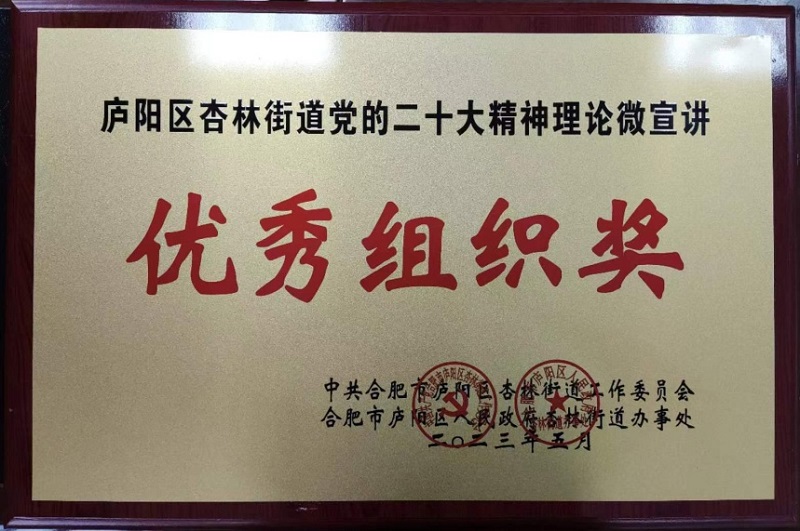 庐阳区杏林街道党的二十大精神理论微宣讲
优秀组织奖
中共合肥市庐阳区杏林街道工作委员会
合肥市庐阳区人民政府杏林街道办事处
二〇二三年五月